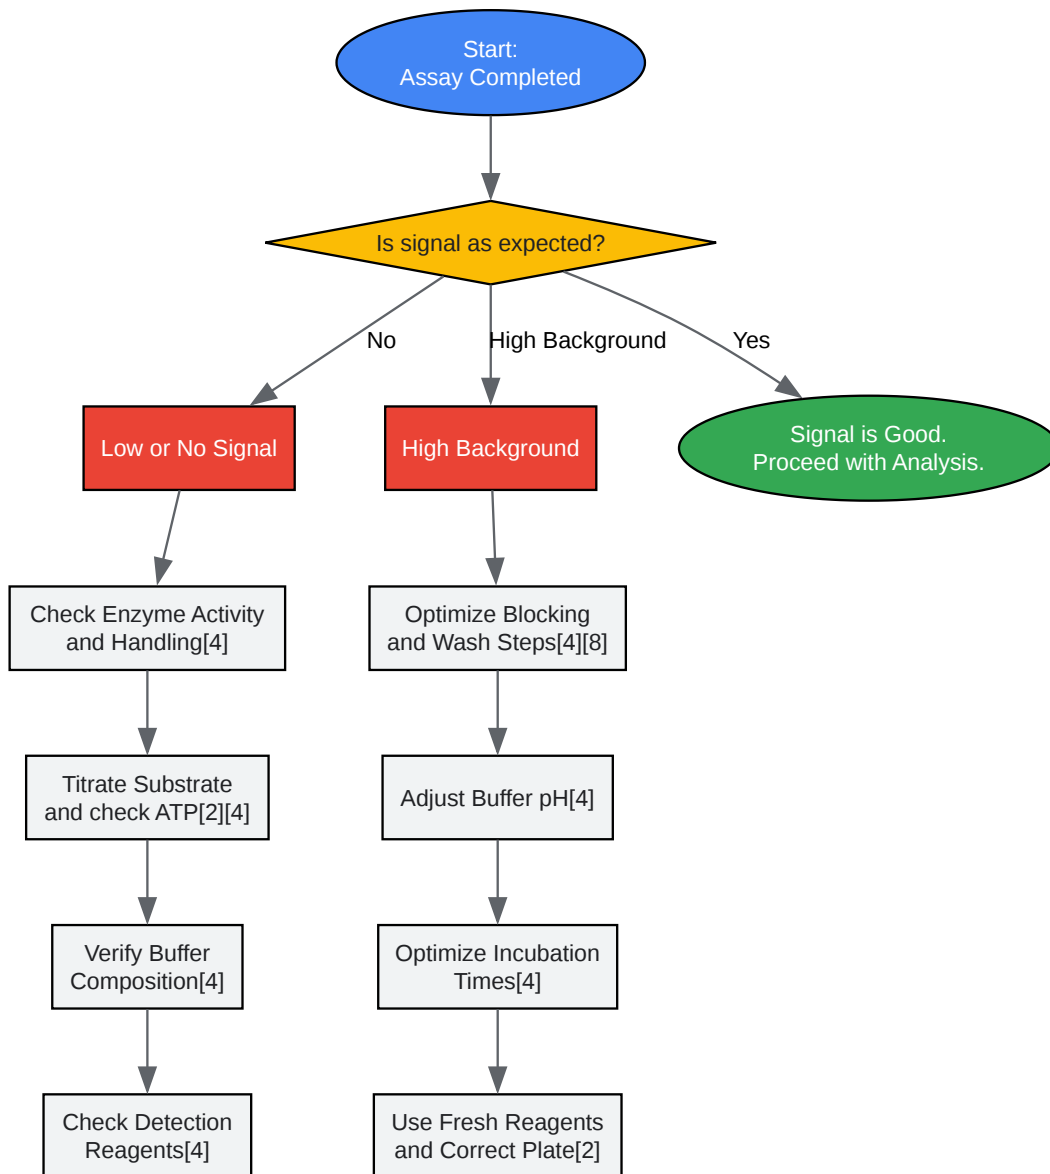 Start:
Assay Completed
Is signal as expected?
No
High Background
Yes
Low or No Signal
High Background
Signal is Good.
Proceed with Analysis.
Check Enzyme Activity
and Handling[4]
Optimize Blocking
and Wash Steps[4][8]
Titrate Substrate
and check ATP[2][4]
Adjust Buffer pH[4]
Verify Buffer
Composition[4]
Optimize Incubation
Times[4]
Check Detection
Reagents[4]
Use Fresh Reagents
and Correct Plate[2]